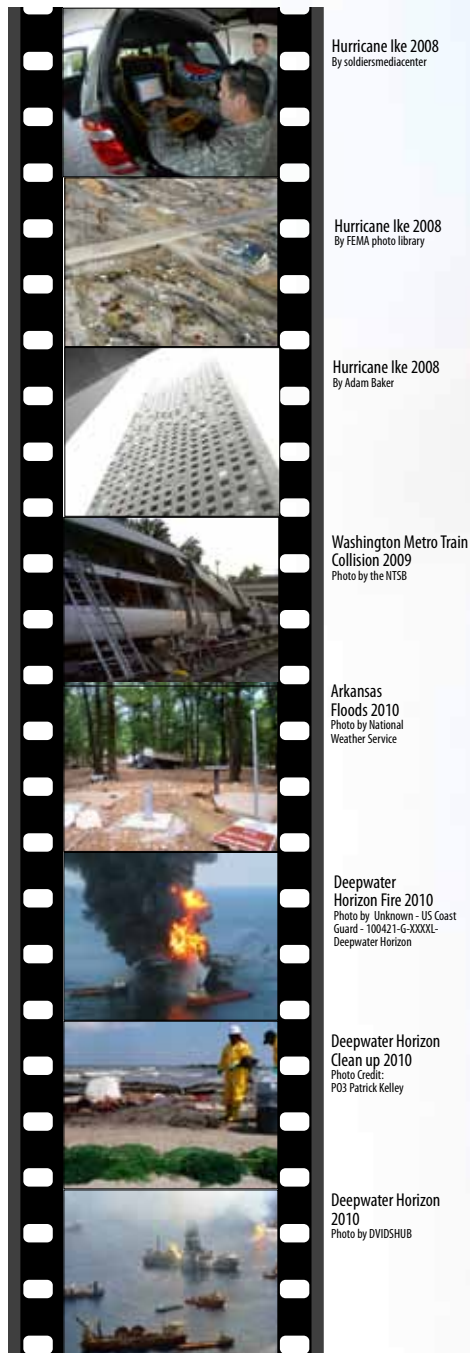 Hurricane Ike 2008
By soldiersmediacenter
Hurricane Ike 2008
By FEMA photo library
Hurricane Ike 2008
By Adam Baker
Washington Metro Train
Collision 2009
Photo by the NTSB
Arkansas
Floods 2010
Photo by National
Weather Service
Deepwater
Horizon Fire 2010
Photo by Unknown - US Coast
Guard - 100421-G-XXXXL-
Deepwater Horizon
Deepwater Horizon
Clean up 2010
Photo Credit:
PO3 Patrick Kelley
Deepwater Horizon
2010
Photo by DVIDSHUB